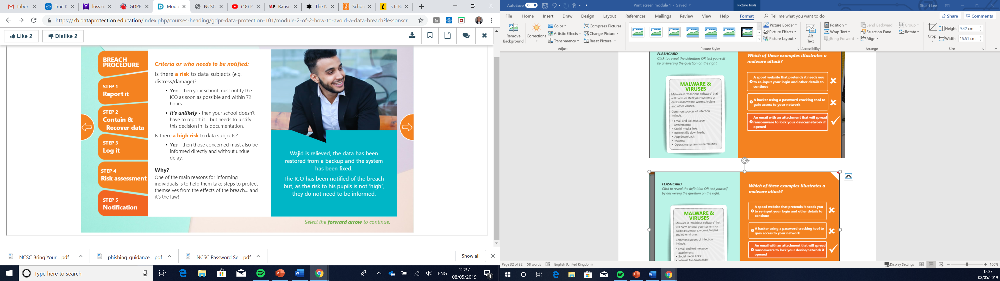 Inbox
True K
loss o
GDPR
Modu
NCSC
(18) P
Ranso
The N
Schoo
Is It B
https://kb.dataprotection.education/index.php/courses-heading/gdpr-data-protection-101/module-2-of-2-how-to-avoid-a-data-breach?lessonscr...
Like 2
Dislike 2
BREACH
PROCEDURE
STEP 1
Report it
STEP 2
Contain &
Recover data
STEP 3
Log it
STEP 4
Risk assessment
STEP 5
Notification
Criteria or who needs to be notified:
Is there a risk to data subjects (e.g.
distress/damage)?
• Yes - then your school must notify the
ICO as soon as possible and within 72
hours.
• It's unlikely - then your school doesn't
have to report it... but needs to justify
this decision in its documentation.
Is there a high risk to data subjects?
• Yes - then those concerned must also be
informed directly and without undue
delay.
Why?
One of the main reasons for informing
individuals is to help them take steps to protect
themselves from the effects of the breach... and
it's the law!
Wajid is relieved, the data has been
restored from a backup and the system
has been fixed.
The ICO has been notified of the breach
but, as the risk to his pupils is not 'high',
they do not need to be informed.
Select the forward arrow to continue.
NCSC Bring Your....pdf
phishing_guidance....pdf
NCSC Password Se....pdf
Show all
Type here to search
ENG
12:37
08/05/2019
4
AutoSave On
Print screen module 1 - Saved
Picture Tools
Stuart Lee
File Home Insert Draw Design Layout References Mailings Review View Help Format Tell me what you want to do
Share
Comments
Remove
Background
Corrections
Color
Artistic Effects
Transparency
Compress Pictures
Change Picture
Reset Picture
Adjust
Picture Styles
Picture Border
Picture Effects
Picture Layout
Alt
Text
Accessibility
Position
Wrap Text
Bring Forward
Send Backward
Selection Pane
Align
Group
Rotate
Arrange
Crop
Height: 9.42 cm
Width: 15.51 cm
Size
FLASHCARD
Click to reveal the definition OR test yourself
by answering the question on the right.
MALWARE &
VIRUSES
Malware is 'malicious software' that
will harm or steal your systems or
data: ransomware, worms, trojans
and other viruses.
Common sources of infection
include:
• Email and text message
attachments;
• Social media links;
• Internet file downloads;
• App downloads;
• Macros;
• Operating system vulnerabilities.
Which of these examples illustrates a
malware attack?
A spoof website that pretends it needs you
to re-input your login and other details to
continue
A hacker using a password cracking tool to
gain access to your network
An email with an attachment that will spread
ransomware to lock your device/network if
opened
FLASHCARD
Click to reveal the definition OR test yourself
by answering the question on the right.
MALWARE &
VIRUSES
Malware is 'malicious software' that
will harm or steal your systems or
data: ransomware, worms, trojans
and other viruses.
Common sources of infection
include:
• Email and text message
attachments;
• Social media links;
• Internet file downloads;
Which of these examples illustrates a
malware attack?
A spoof website that pretends it needs you
to re-input your login and other details to
continue
A hacker using a password cracking tool to
gain access to your network
An email with an attachment that will spread
ransomware to lock your device/network if
opened
Page 32 of 32
58 words
English (United Kingdom)
Display Settings
100%
12:37
08/05/2019